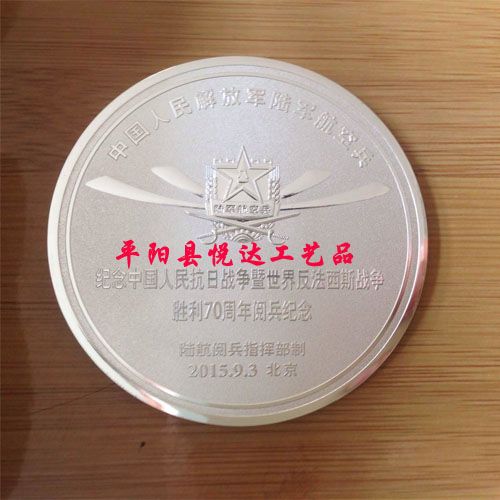 中国人民解放军陆军航空兵
八一
陆军航空兵
平阳县悦达工艺品
纪念中国人民抗日战争暨世界反法西斯战争
胜利70周年阅兵纪念
陆航阅兵指挥部制
2015.9.3 北京